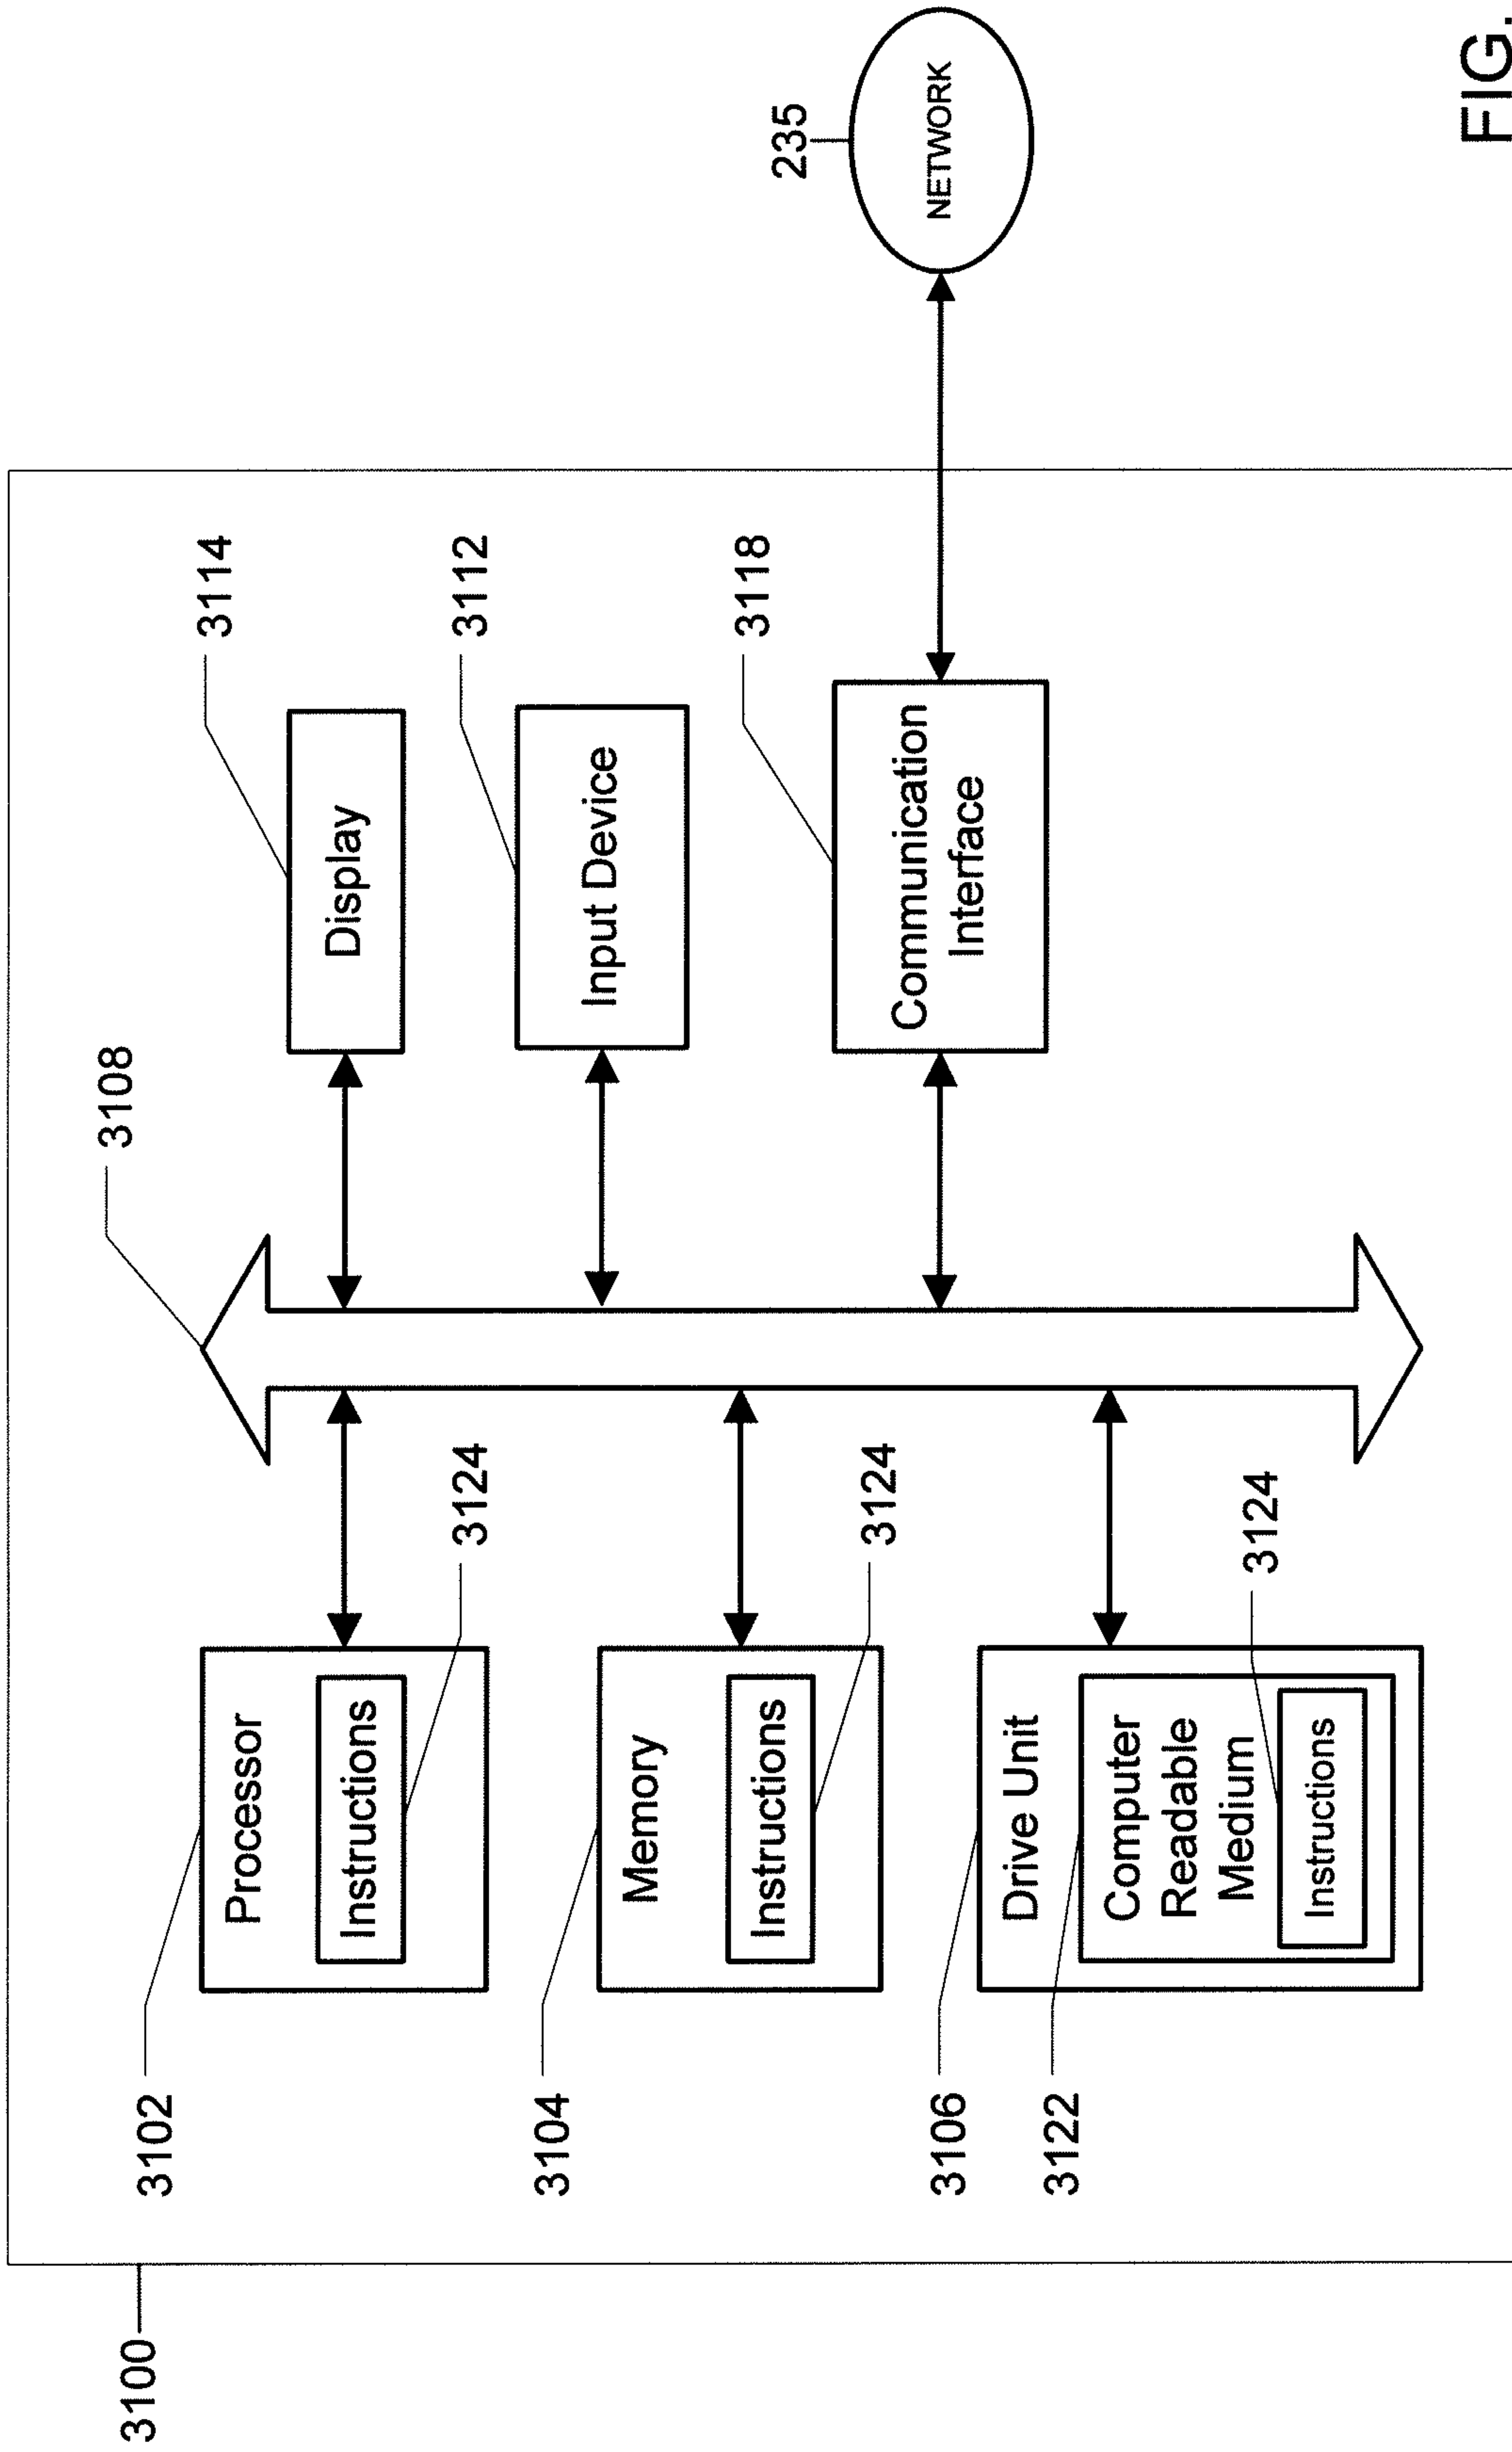 3100
3108
3102
Processor
Instructions
3124
Display
3114
3104
Memory
Instructions
3124
Input Device
3112
3106
3122
Drive Unit
Computer
Readable
Medium
Instructions
3124
Communication
Interface
3118
235
NETWORK
FIG.